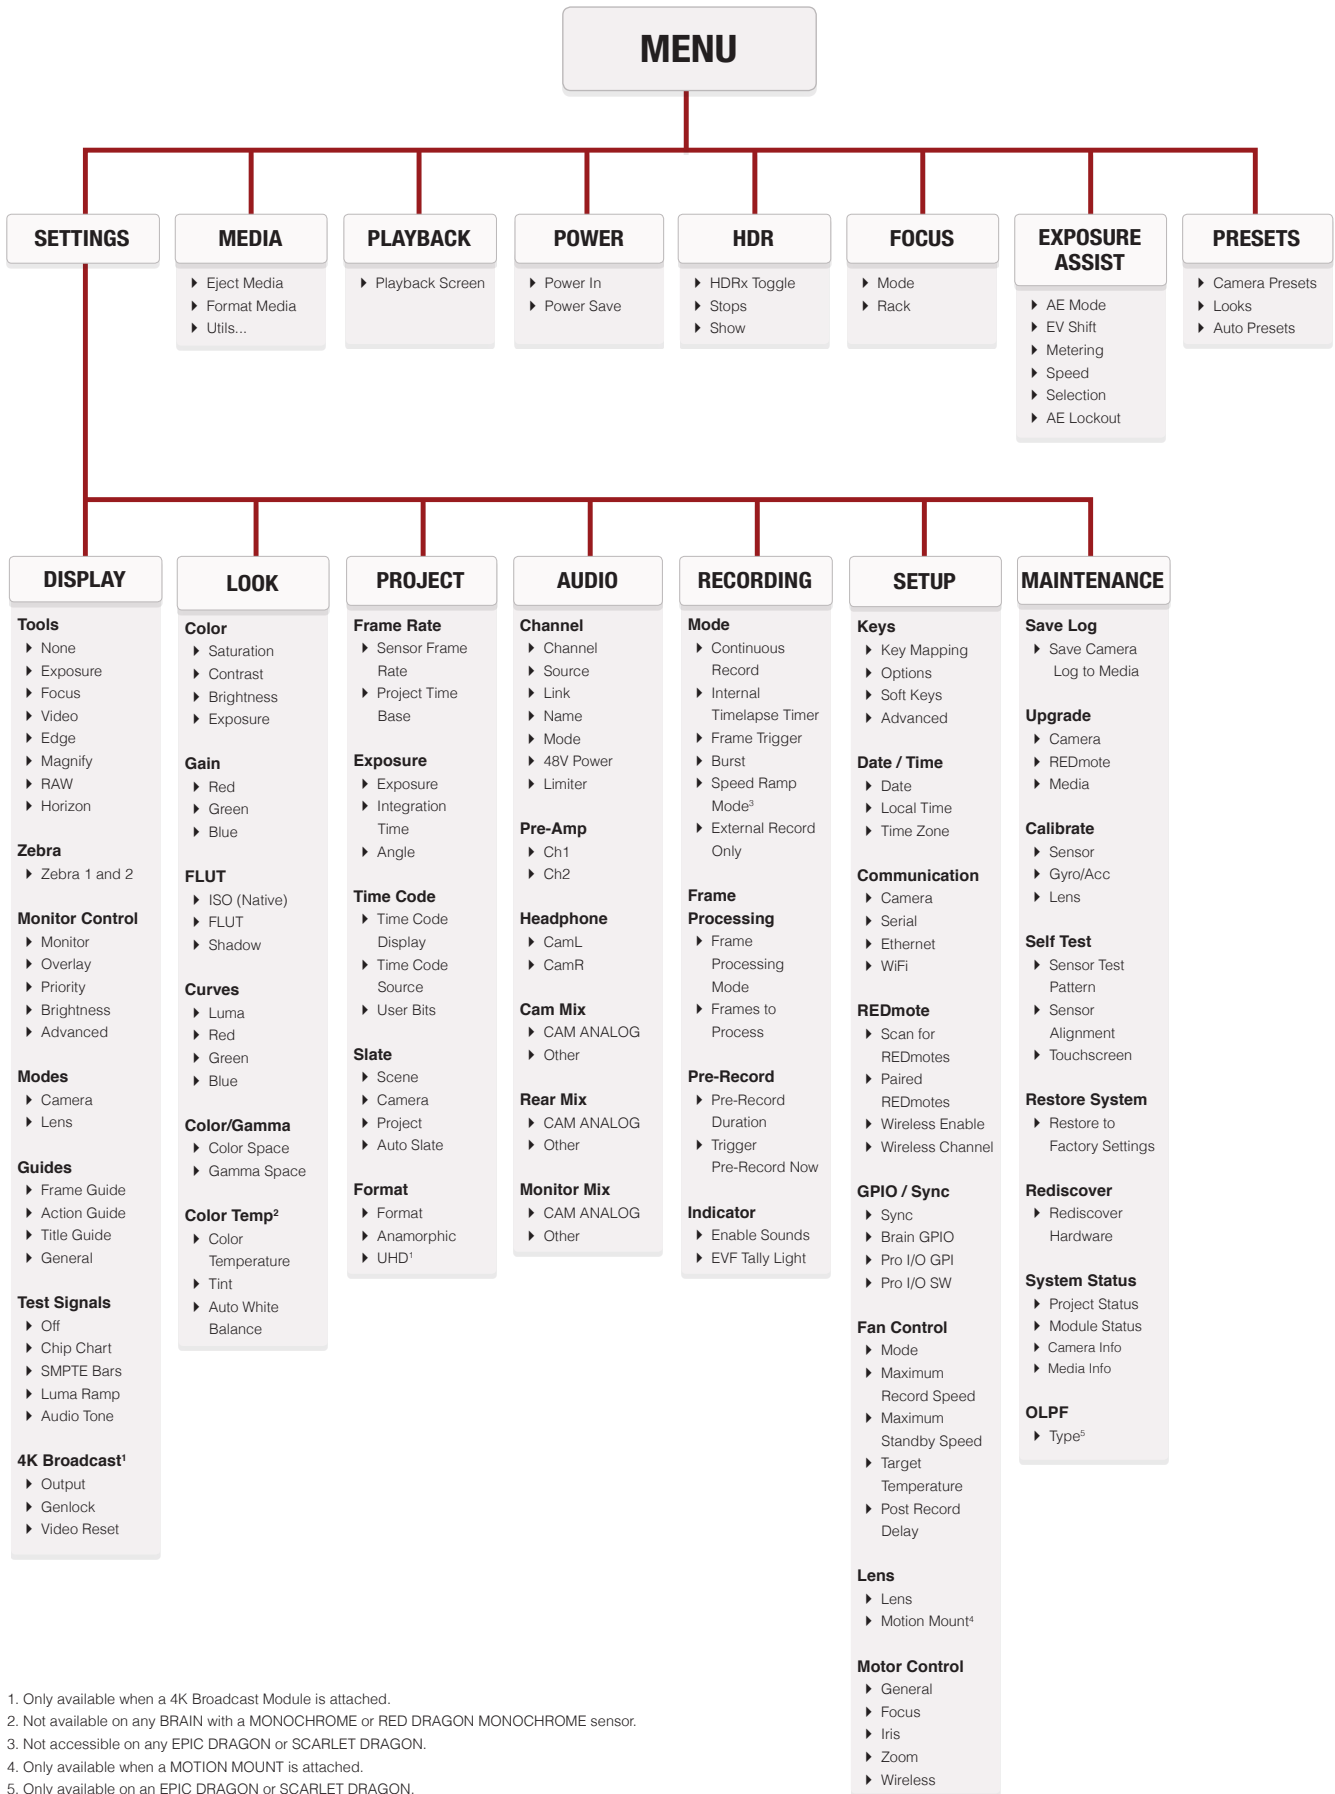 MENU
SETTINGS
MEDIA
Eject Media
Format Media
Utils...
PLAYBACK
Playback Screen
POWER
Power In
Power Save
HDR
HDRx Toggle
Stops
Show
FOCUS
Mode
Rack
EXPOSURE
ASSIST
AE Mode
EV Shift
Metering
Speed
Selection
AE Lockout
PRESETS
Camera Presets
Looks
Auto Presets
DISPLAY
Tools
None
Exposure
Focus
Video
Edge
Magnify
RAW
Horizon
Zebra
Zebra 1 and 2
Monitor Control
Monitor
Overlay
Priority
Brightness
Advanced
Modes
Camera
Lens
Guides
Frame Guide
Action Guide
Title Guide
General
Test Signals
Off
Chip Chart
SMPTE Bars
Luma Ramp
Audio Tone
4K Broadcast¹
Output
Genlock
Video Reset
LOOK
Color
Saturation
Contrast
Brightness
Exposure
Gain
Red
Green
Blue
FLUT
ISO (Native)
FLUT
Shadow
Curves
Luma
Red
Green
Blue
Color/Gamma
Color Space
Gamma Space
Color Temp²
Color
Temperature
Tint
Auto White
Balance
PROJECT
Frame Rate
Sensor Frame
Rate
Project Time
Base
Exposure
Exposure
Integration
Time
Angle
Time Code
Time Code
Display
Time Code
Source
User Bits
Slate
Scene
Camera
Project
Auto Slate
Format
Format
Anamorphic
UHD¹
AUDIO
Channel
Channel
Source
Link
Name
Mode
48V Power
Limiter
Pre-Amp
Ch1
Ch2
Headphone
CamL
CamR
Cam Mix
CAM ANALOG
Other
Rear Mix
CAM ANALOG
Other
Monitor Mix
CAM ANALOG
Other
RECORDING
Mode
Continuous
Record
Internal
Timelapse Timer
Frame Trigger
Burst
Speed Ramp
Mode³
External Record
Only
Frame
Processing
Frame
Processing
Mode
Frames to
Process
Pre-Record
Pre-Record
Duration
Trigger
Pre-Record Now
Indicator
Enable Sounds
EVF Tally Light
SETUP
Keys
Key Mapping
Options
Soft Keys
Advanced
Date / Time
Date
Local Time
Time Zone
Communication
Camera
Serial
Ethernet
WiFi
REDmote
Scan for
REDmotes
Paired
REDmotes
Wireless Enable
Wireless Channel
GPIO / Sync
Sync
Brain GPIO
Pro I/O GPI
Pro I/O SW
Fan Control
Mode
Maximum
Record Speed
Maximum
Standby Speed
Target
Temperature
Post Record
Delay
Lens
Lens
Motion Mount⁴
Motor Control
General
Focus
Iris
Zoom
Wireless
MAINTENANCE
Save Log
Save Camera
Log to Media
Upgrade
Camera
REDmote
Media
Calibrate
Sensor
Gyro/Acc
Lens
Self Test
Sensor Test
Pattern
Sensor
Alignment
Touchscreen
Restore System
Restore to
Factory Settings
Rediscover
Rediscover
Hardware
System Status
Project Status
Module Status
Camera Info
Media Info
OLPF
Type⁵
1. Only available when a 4K Broadcast Module is attached.
2. Not available on any BRAIN with a MONOCHROME or RED DRAGON MONOCHROME sensor.
3. Not accessible on any EPIC DRAGON or SCARLET DRAGON.
4. Only available when a MOTION MOUNT is attached.
5. Only available on an EPIC DRAGON or SCARLET DRAGON.